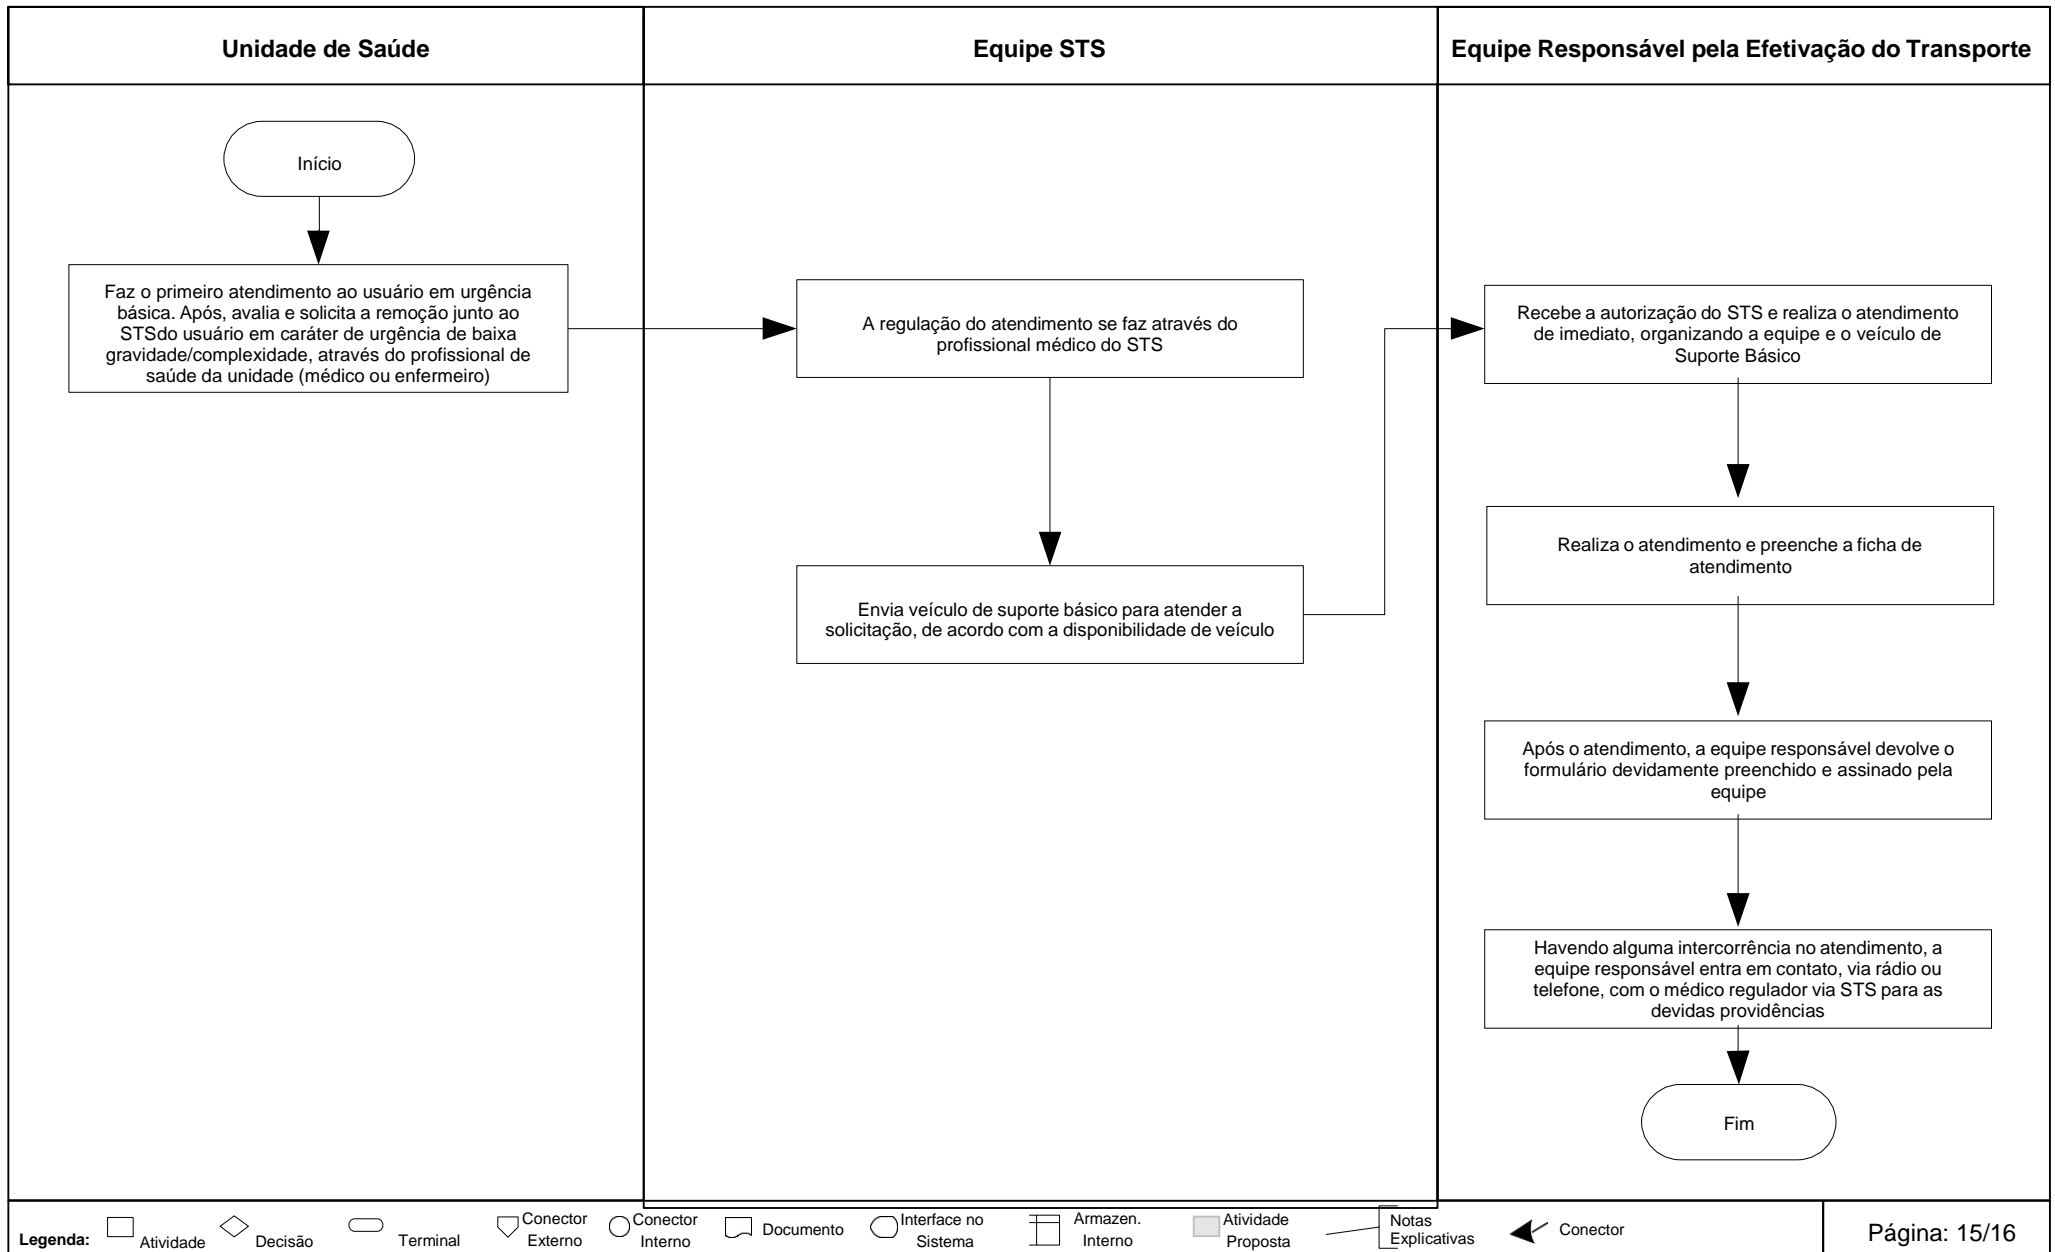 Unidade de Saúde
Equipe STS
Equipe Responsável pela Efetivação do Transporte
Início
Faz o primeiro atendimento ao usuário em urgência
básica. Após, avalia e solicita a remoção junto ao
STSdo usuário em caráter de urgência de baixa
gravidade/complexidade, através do profissional de
saúde da unidade (médico ou enfermeiro)
A regulação do atendimento se faz através do
profissional médico do STS
Envia veículo de suporte básico para atender a
solicitação, de acordo com a disponibilidade de veículo
Recebe a autorização do STS e realiza o atendimento
de imediato, organizando a equipe e o veículo de
Suporte Básico
Realiza o atendimento e preenche a ficha de
atendimento
Após o atendimento, a equipe responsável devolve o
formulário devidamente preenchido e assinado pela
equipe
Havendo alguma intercorrência no atendimento, a
equipe responsável entra em contato, via rádio ou
telefone, com o médico regulador via STS para as
devidas providências
Fim
Legenda:
Atividade
Decisão
Terminal
Conector
Externo
Conector
Interno
Documento
Interface no
Sistema
Armazen.
Interno
Atividade
Proposta
Notas
Explicativas
Conector
Página: 15/16